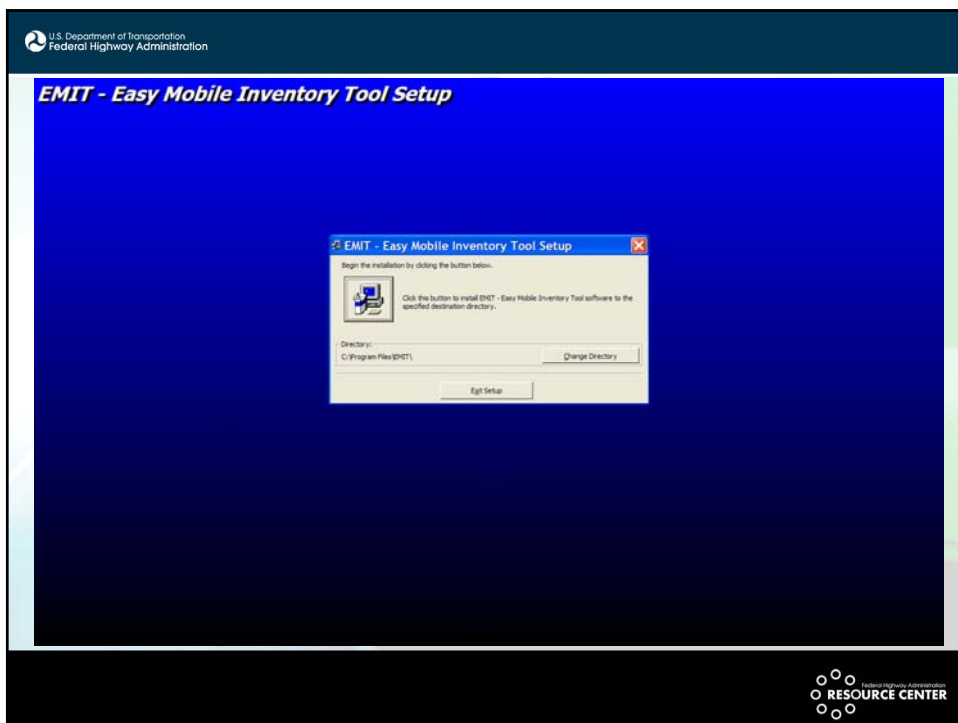 U.S. Department of Transportation
Federal Highway Administration
EMIT - Easy Mobile Inventory Tool Setup
EMIT - Easy Mobile Inventory Tool Setup
Begin the installation by clicking the button below.
Click this button to install EMIT - Easy Mobile Inventory Tool software to the
specified destination directory.
Directory:
C:\Program Files\EMIT\
Change Directory
Exit Setup
Federal Highway Administration
RESOURCE CENTER